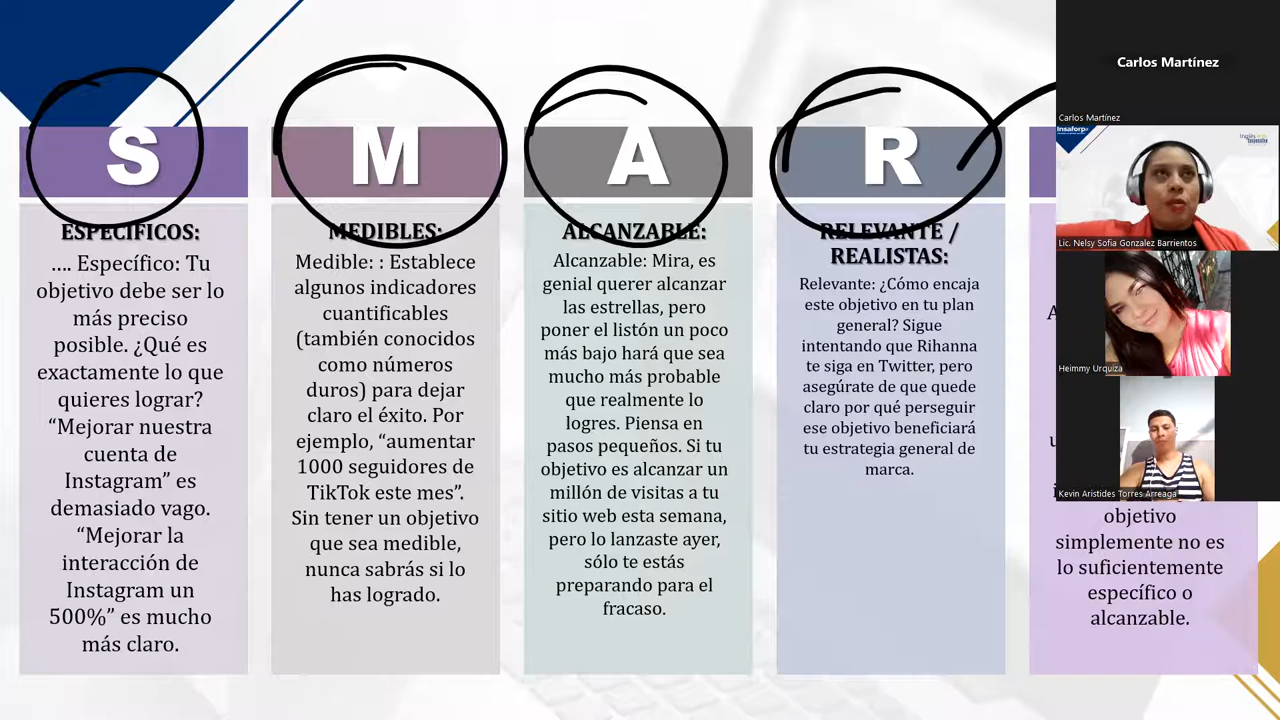 S
ESPECÍFICOS:
.... Específico: Tu
objetivo debe ser lo
más preciso
posible. ¿Qué es
exactamente lo que
quieres lograr?
“Mejorar nuestra
cuenta de
Instagram” es
demasiado vago.
“Mejorar la
interacción de
Instagram un
500%” es mucho
más claro.
M
MEDIBLES:
Medible: : Establece
algunos indicadores
cuantificables
(también conocidos
como números
duros) para dejar
claro el éxito. Por
ejemplo, “aumentar
1000 seguidores de
TikTok este mes”.
Sin tener un objetivo
que sea medible,
nunca sabrás si lo
has logrado.
A
ALCANZABLE:
Alcanzable: Mira, es
genial querer alcanzar
las estrellas, pero
poner el listón un poco
más bajo hará que sea
mucho más probable
que realmente lo
logres. Piensa en
pasos pequeños. Si tu
objetivo es alcanzar un
millón de visitas a tu
sitio web esta semana,
pero lo lanzaste ayer,
sólo te estás
preparando para el
fracaso.
R
RELEVANTE /
REALISTAS:
Relevante: ¿Cómo encaja
este objetivo en tu plan
general? Sigue
intentando que Rihanna
te siga en Twitter, pero
asegúrate de que quede
claro por qué perseguir
ese objetivo beneficiará
tu estrategia general de
marca.
objetivo
simplemente no es
lo suficientemente
específico o
alcanzable.
Carlos Martínez
Carlos Martínez
Insaforp
Lic. Nelsy Sofia Gonzalez Barrientos
Heimmy Urquiza
Kevin Aristides Torres Arreaga